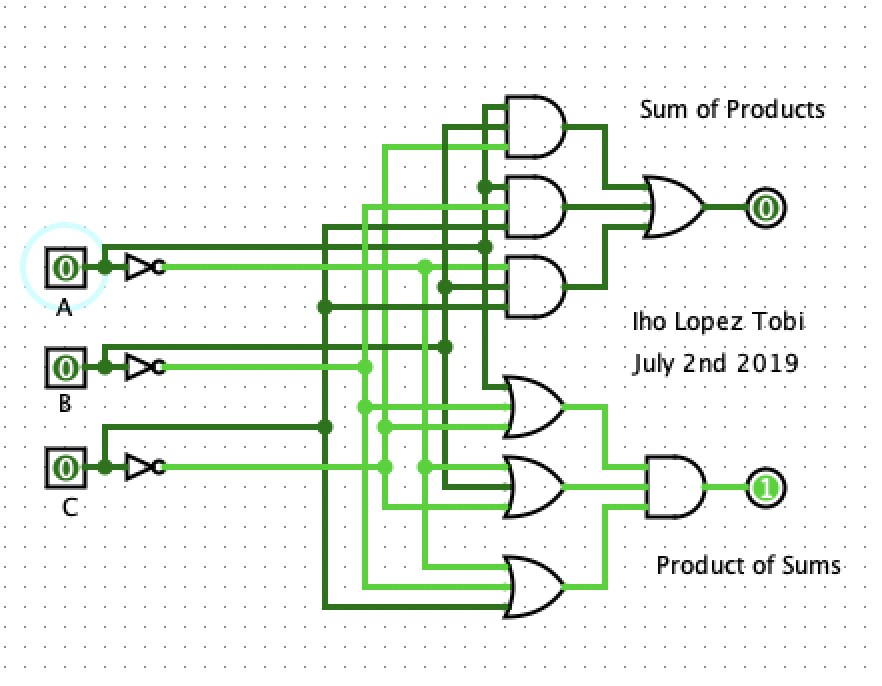 Sum of Products
0
0
A
Iho Lopez Tobi
July 2nd 2019
0
B
0
C
1
Product of Sums